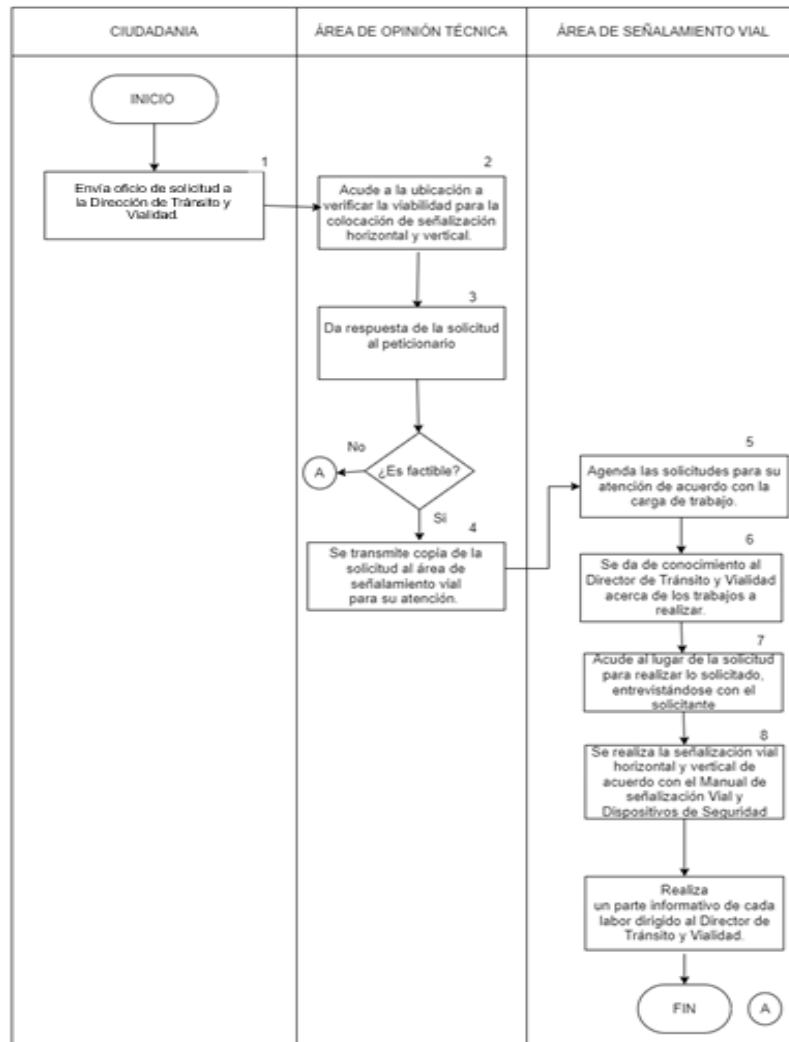 CIUDADANIA
ÁREA DE OPINIÓN TÉCNICA
ÁREA DE SEÑALAMIENTO VIAL
INICIO
1
Envía oficio de solicitud a
la Dirección de Tránsito y
Vialidad.
2
Acude a la ubicación a
verificar la viabilidad para la
colocación de señalización
horizontal y vertical.
3
Da respuesta de la solicitud
al peticionario
No
A
¿Es factible?
Si
4
Se transmite copia de la
solicitud al área de
señalamiento vial
para su atención.
5
Agenda las solicitudes para su
atención de acuerdo con la
carga de trabajo.
6
Se da de conocimiento al
Director de Tránsito y Vialidad
acerca de los trabajos a
realizar.
7
Acude al lugar de la solicitud
para realizar lo solicitado,
entrevistándose con el
solicitante
8
Se realiza la señalización vial
horizontal y vertical de
acuerdo con el Manual de
señalización Vial y
Dispositivos de Seguridad
Realiza
un parte informativo de cada
labor dirigido al Director de
Tránsito y Vialidad.
FIN
A